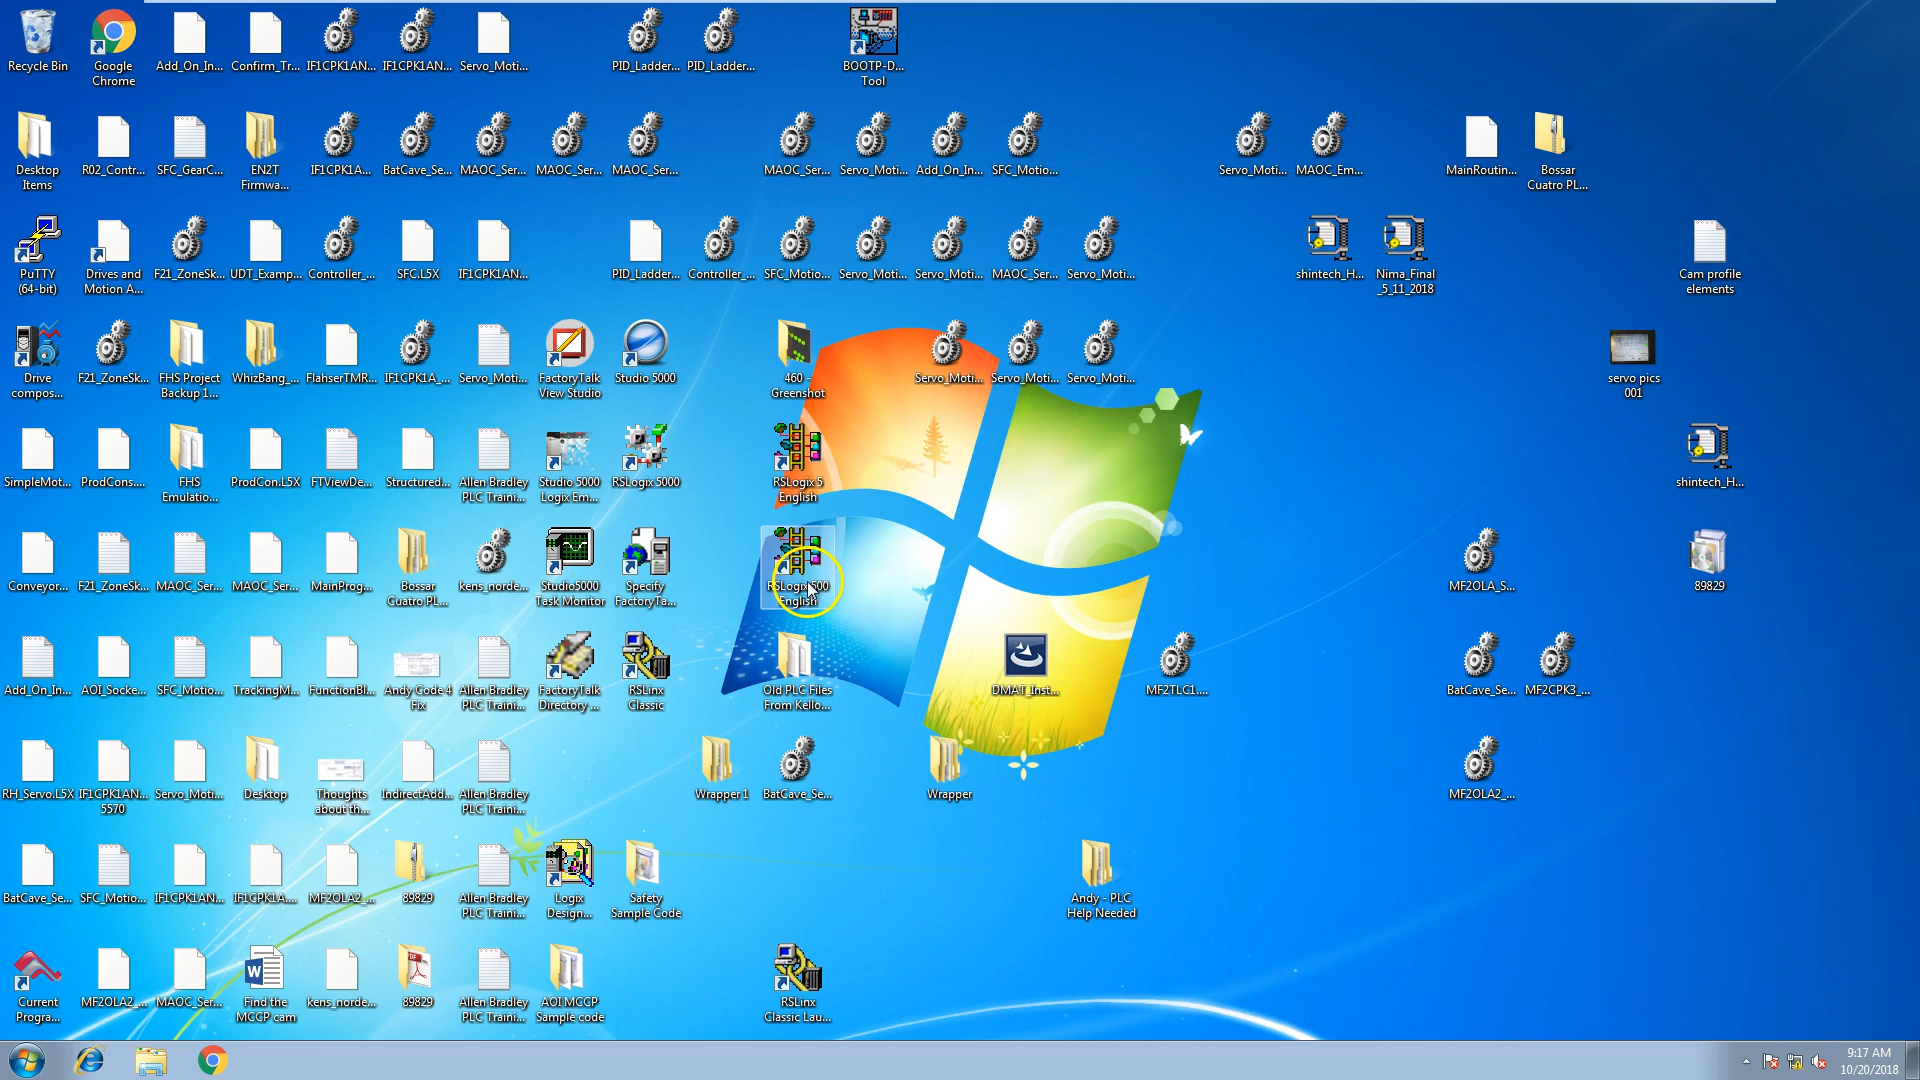 Recycle Bin
Google
Chrome
Add_On_In...
Confirm_Tr...
IF1CPK1AN...
IF1CPK1AN...
Servo_Moti...
PID_Ladder...
PID_Ladder...
BOOTP-D...
Tool
Desktop
Items
R02_Contr...
SFC_GearC...
EN2T
Firmwa...
IF1CPK1A...
BatCave_Se...
MAOC_Ser...
MAOC_Ser...
MAOC_Ser...
MAOC_Ser...
Servo_Moti...
Add_On_In...
SFC_Motio...
Servo_Moti...
MAOC_Em...
MainRoutin...
Bossar
Cuatro PL...
PuTTY
(64-bit)
Drives and
Motion A...
F21_ZoneSk...
UDT_Examp...
Controller_...
SFC.L5X
IF1CPK1AN...
PID_Ladder...
Controller_...
SFC_Motio...
Servo_Moti...
Servo_Moti...
MAOC_Ser...
Servo_Moti...
shintech_H...
Nima_Final
_5_11_2018
Cam profile
elements
Drive
compos...
F21_ZoneSk...
FHS Project
Backup 1...
WhizBang_...
FlahserTMR...
IF1CPK1A_...
Servo_Moti...
FactoryTalk
View Studio
Studio 5000
460 -
Greenshot
Servo_Moti...
Servo_Moti...
Servo_Moti...
servo pics
001
SimpleMot...
ProdCons....
FHS
Emulatio...
ProdCon.L5X
FTViewDe...
Structured...
Allen Bradley
PLC Traini...
Studio 5000
Logix Em...
RSLogix 5000
RSLogix 5
English
shintech_H...
Conveyor...
F21_ZoneSk...
MAOC_Ser...
MAOC_Ser...
MainProg...
Bossar
Cuatro PL...
kens_norde...
Studio5000
Task Monitor
Specify
FactoryTa...
RSLogix 500
English
MF2OLA_S...
89829
Add_On_In...
AOI_Socke...
SFC_Motio...
TrackingM...
FunctionBl...
Andy Code 4
Fix
Allen Bradley
PLC Traini...
FactoryTalk
Directory ...
RSLinx
Classic
Old PLC Files
From Kello...
DMAT_Inst...
MF2TLC1....
BatCave_Se...
MF2CPK3_...
RH_Servo.L5X
IF1CPK1AN...
5570
Servo_Moti...
Desktop
Thoughts
about th...
IndirectAdd...
Allen Bradley
PLC Traini...
Wrapper1
BatCave_Se...
Wrapper
MF2OLA2_...
BatCave_Se...
SFC_Motio...
IF1CPK1AN...
IF1CPK1A....
MF2OLA2_...
89829
Allen Bradley
PLC Traini...
Logix
Design...
Safety
Sample Code
Andy - PLC
Help Needed
Current
Progra...
MF2OLA2_...
MAOC_Ser...
Find the
MCCP cam
kens_norde...
89829
Allen Bradley
PLC Traini...
AOI MCCP
Sample code
RSLinx
Classic Lau...
9:17 AM
10/20/2018